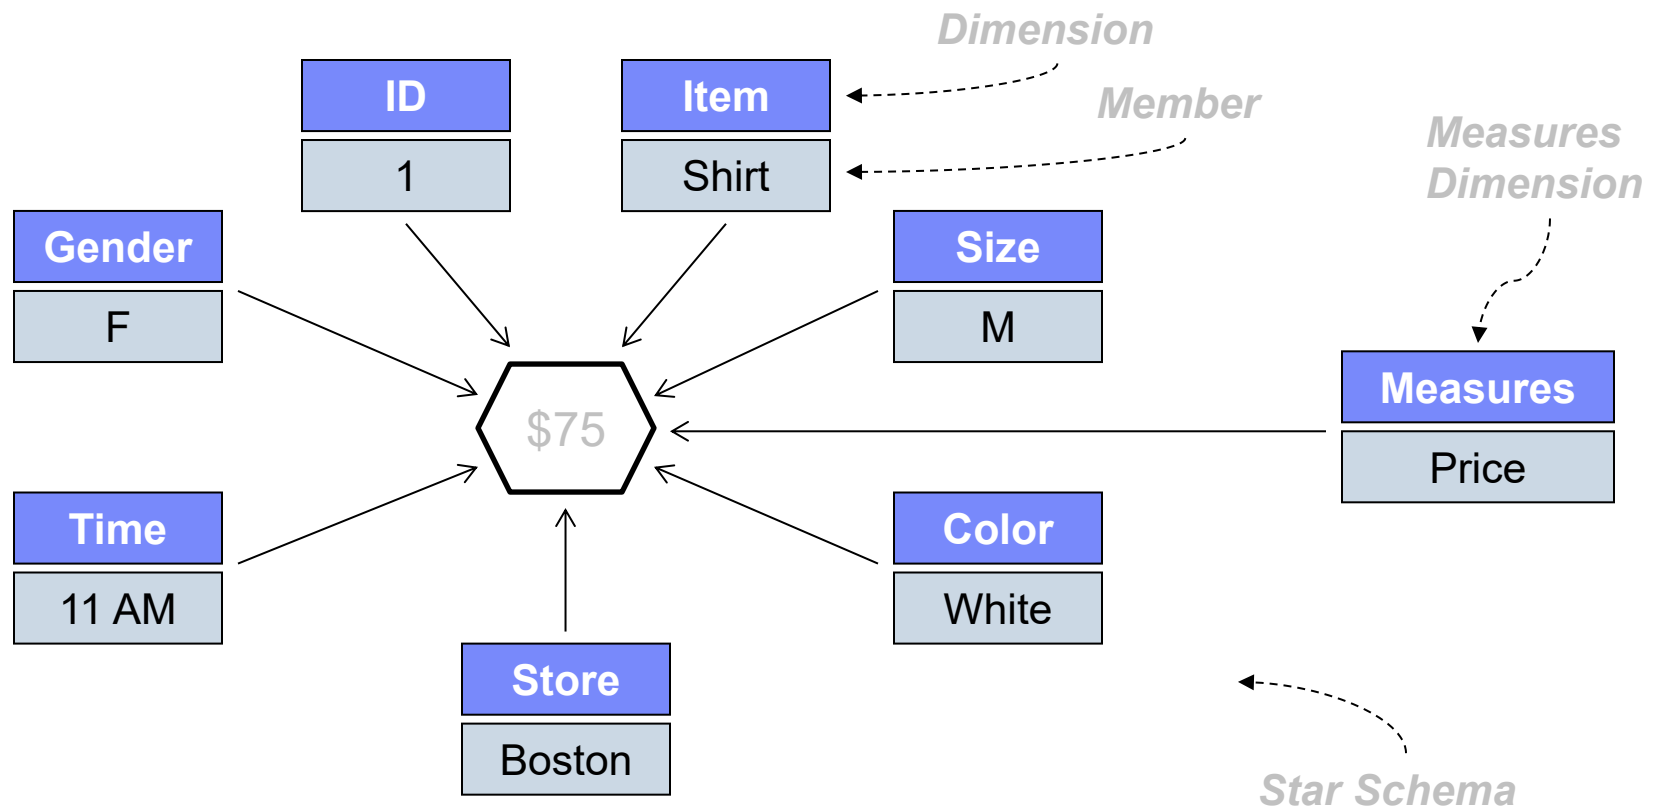 Dimension
ID
Item
Member
1
Shirt
Measures
Dimension
Gender
F
Size
M
$75
Measures
Price
Time
11 AM
Color
White
Store
Boston
Star Schema